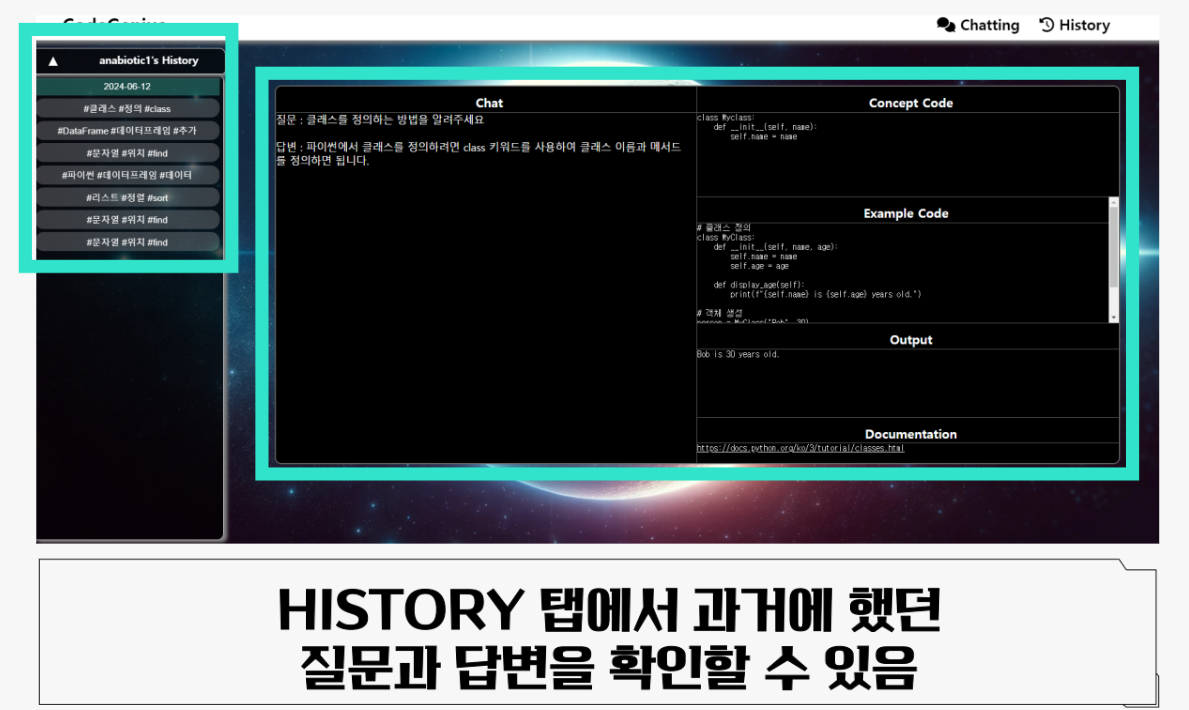 CodeGenius
Chatting
History
▲ anabiotic1's History
2024-06-12
#클래스 #정의 #class
#DataFrame #데이터프레임 #추가
#문자열 #위치 #find
#파이썬 #데이터프레임 #데이터
#리스트 #정렬 #sort
#문자열 #위치 #find
#문자열 #위치 #find
Chat
질문 : 클래스를 정의하는 방법을 알려주세요
답변 : 파이썬에서 클래스를 정의하려면 class 키워드를 사용하여 클래스 이름과 메서드
를 정의하면 됩니다.
Concept Code
class MyClass:
def __init__(self, name):
self.name = name
Example Code
# 클래스 정의
class MyClass:
def __init__(self, name, age):
self.name = name
self.age = age
def display_age(self):
print(f"{self.name} is {self.age} years old.")
# 객체 생성
person = MyClass("Bob", 30)
Output
Bob is 30 years old.
Documentation
https://docs.python.org/ko/3/tutorial/classes.html
HISTORY 탭에서 과거에 했던
질문과 답변을 확인할 수 있음